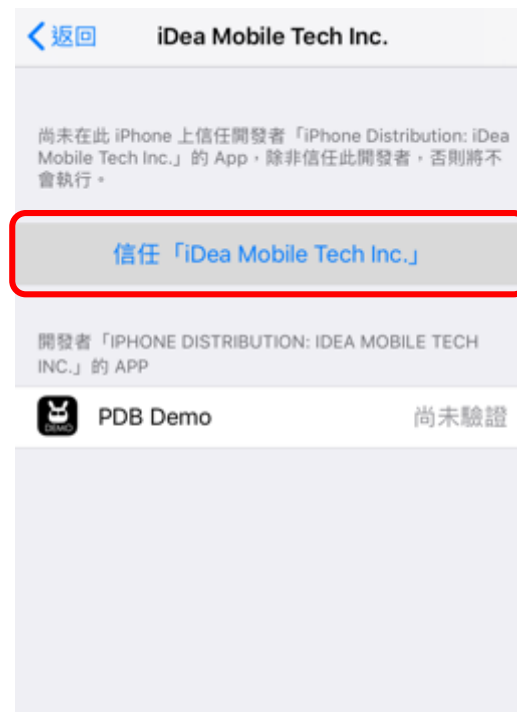 返回 iDea Mobile Tech Inc.
尚未在此 iPhone 上信任開發者「iPhone Distribution: iDea
Mobile Tech Inc.」的 App，除非信任此開發者，否則將不
會執行。
信任「iDea Mobile Tech Inc.」
開發者「IPHONE DISTRIBUTION: IDEA MOBILE TECH
INC.」的 APP
DEMO PDB Demo 尚未驗證